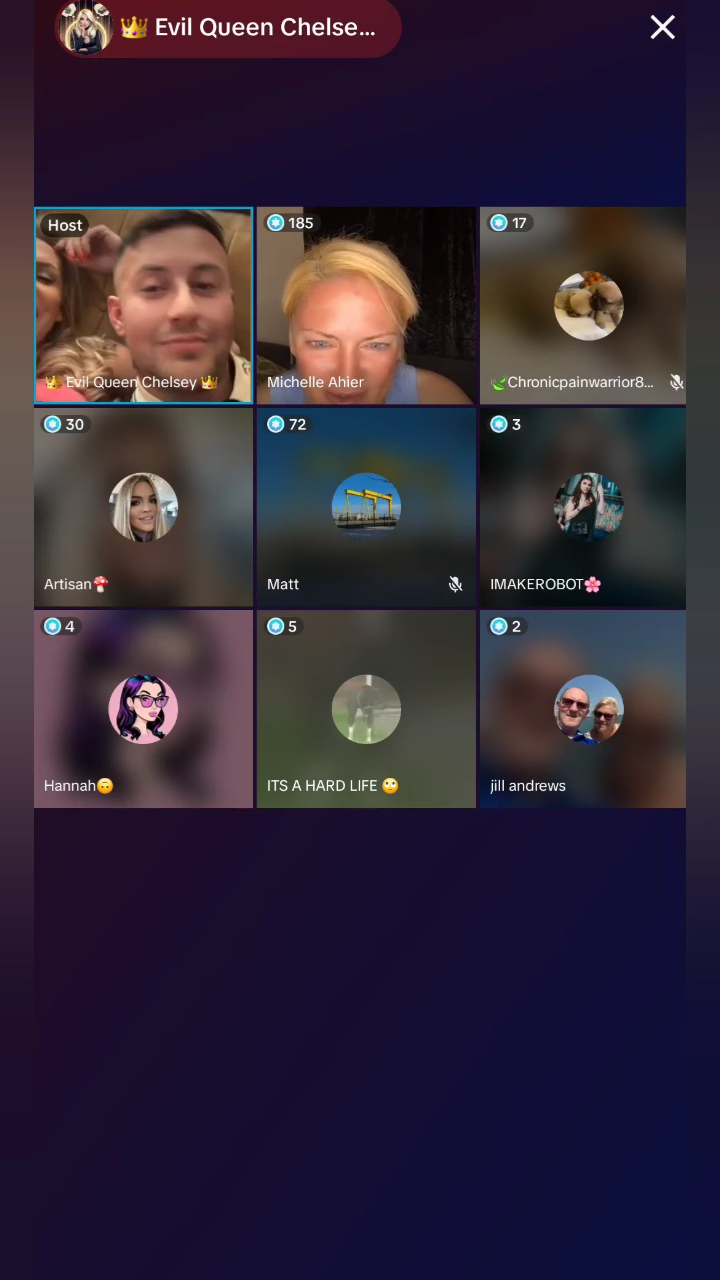 👑 Evil Queen Chelse...
Host
185
17
👑 Evil Queen Chelsey 👑
Michelle Ahier
Chronicpainwarrior8...
30
72
3
Artisan🍄
Matt
IMAKEROBOT🌸
4
5
2
Hannah🙃
ITS A HARD LIFE 🙄
jill andrews